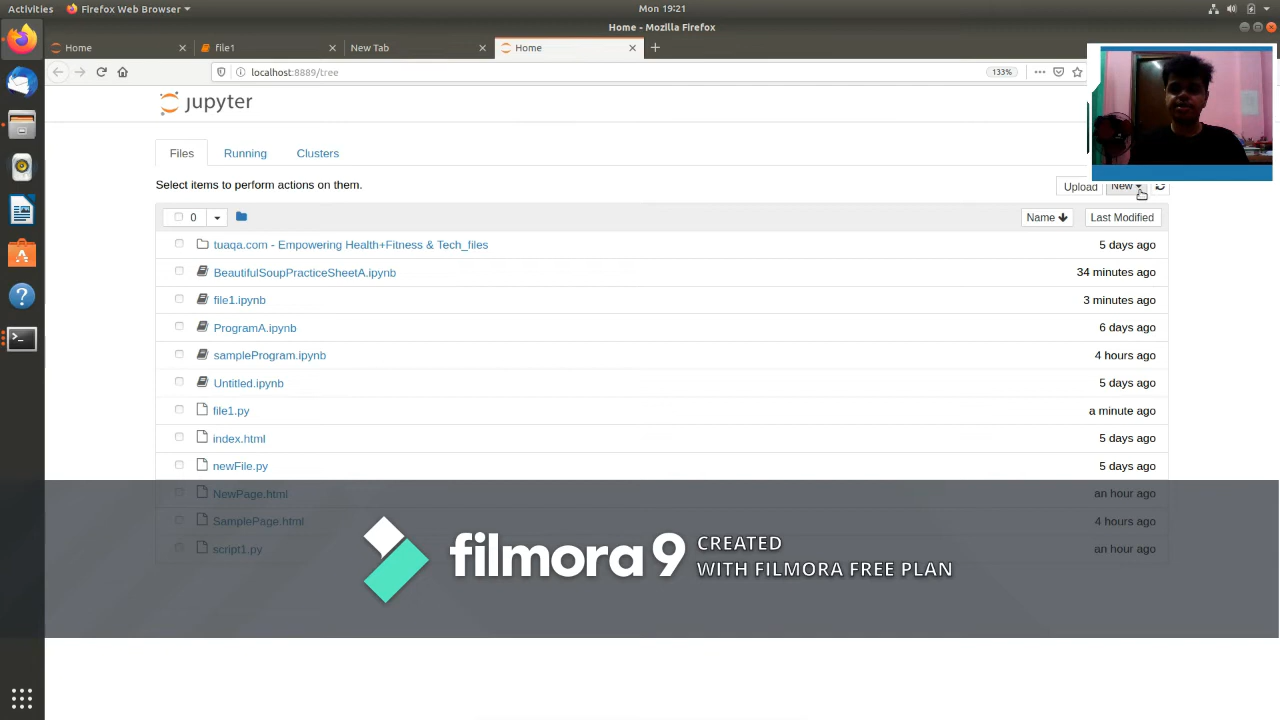 Activities Firefox Web Browser Mon 19:21
Home - Mozilla Firefox
Home file1 New Tab Home
localhost:8889/tree 133%
jupyter
Files Running Clusters
Select items to perform actions on them. Upload New
0 Name Last Modified
tuaqa.com - Empowering Health+Fitness & Tech_files 5 days ago
BeautifulSoupPracticeSheetA.ipynb 34 minutes ago
file1.ipynb 3 minutes ago
ProgramA.ipynb 6 days ago
sampleProgram.ipynb 4 hours ago
Untitled.ipynb 5 days ago
file1.py a minute ago
index.html 5 days ago
newFile.py 5 days ago
NewPage.html an hour ago
SamplePage.html 4 hours ago
script1.py an hour ago
filmora 9 CREATED
WITH FILMORA FREE PLAN